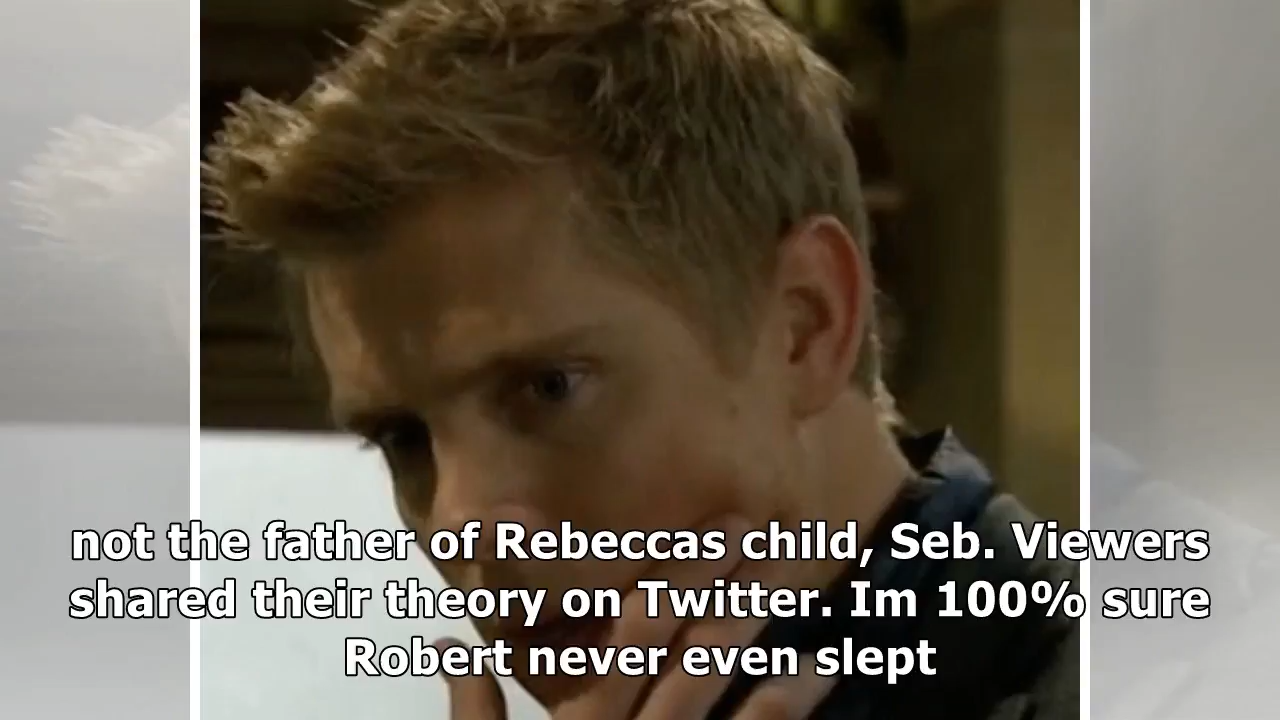 not the father of Rebeccas child, Seb. Viewers
shared their theory on Twitter. Im 100% sure
Robert never even slept